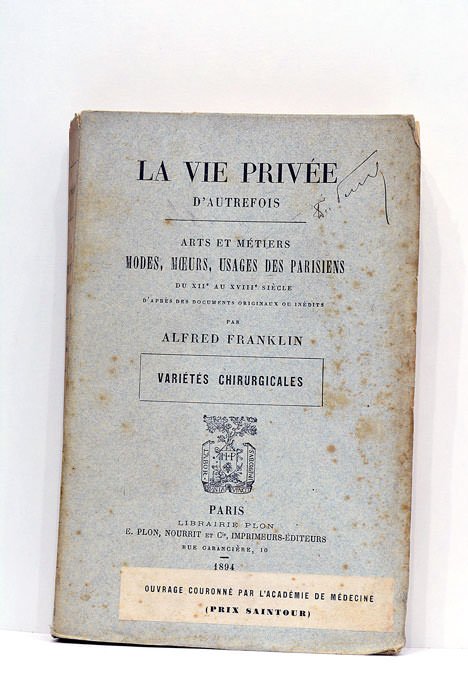 LA VIE PRIVÉE
D'AUTREFOIS
ARTS ET MÉTIERS
MODES, MŒURS, USAGES DES PARISIENS
DU XIIe AU XVIIIe SIÈCLE
D'APRÈS DES DOCUMENTS ORIGINAUX OU INÉDITS
PAR
ALFRED FRANKLIN
VARIÉTÉS CHIRURGICALES
LABOR
PARIS
LIBRAIRIE PLON
E. PLON, NOURRIT ET Cie, IMPRIMEURS-ÉDITEURS
RUE GARANCIÈRE, 10
1894
OUVRAGE COURONNÉ PAR L'ACADÉMIE DE MÉDECINE
(PRIX SAINTOUR)